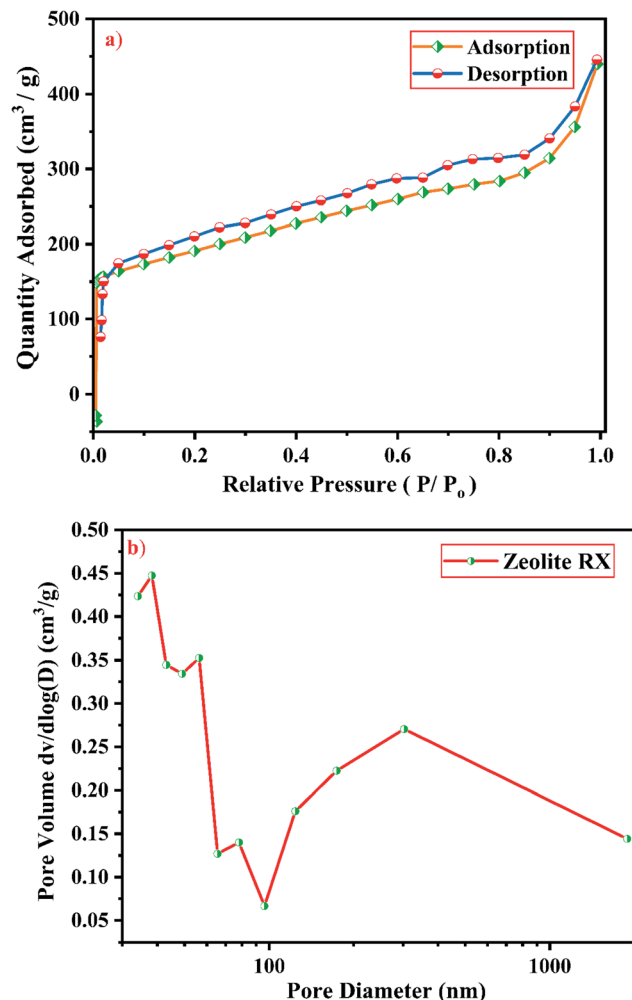 a)
Adsorption
Desorption
Quantity Adsorbed (cm³ / g)
500
400
300
200
100
0
0.0 0.2 0.4 0.6 0.8 1.0
Relative Pressure ( P/ Pₒ )
b)
Zeolite RX
Pore Volume dv/dlog(D) (cm³/g)
0.50
0.45
0.40
0.35
0.30
0.25
0.20
0.15
0.10
0.05
100 1000
Pore Diameter (nm)